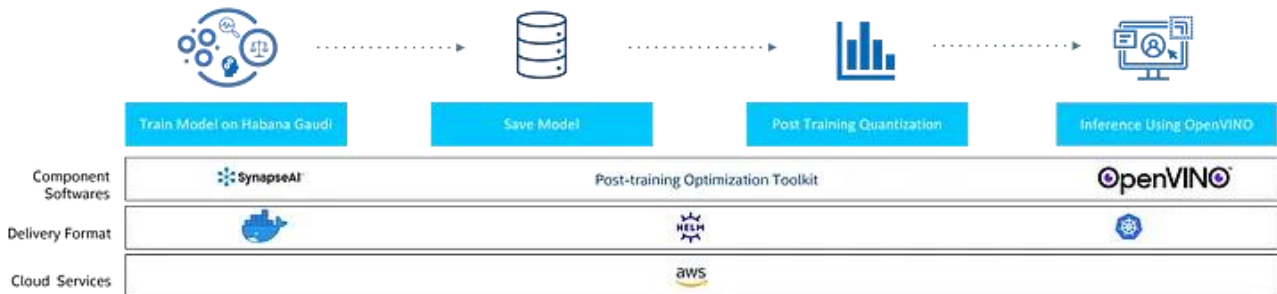 Train Model on Habana Gaudi
Save Model
Post Training Quantization
Inference Using OpenVINO
Component
Softwares
SynapseAI
Post-training Optimization Toolkit
OpenVINO
Delivery Format
HELM
Cloud Services
aws